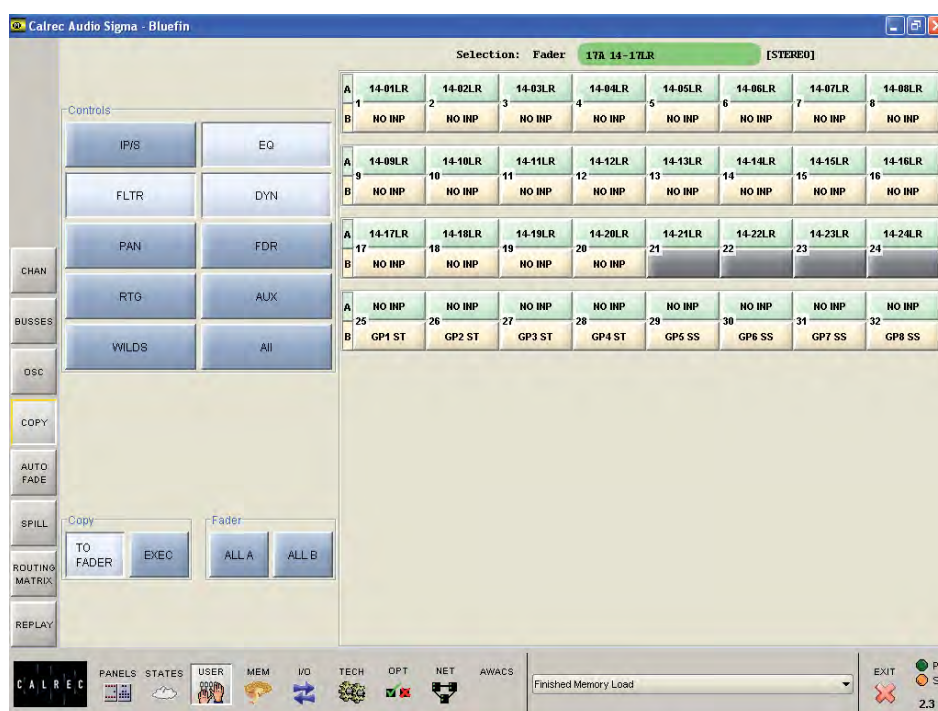 Calrec Audio Sigma - Bluefin
Selection: Fader 17A 14-17LR [STEREO]
A 14-01LR 14-02LR 14-03LR 14-04LR 14-05LR 14-06LR 14-07LR 14-08LR
1 2 3 4 5 6 7 8
B NO INP NO INP NO INP NO INP NO INP NO INP NO INP NO INP
A 14-09LR 14-10LR 14-11LR 14-12LR 14-13LR 14-14LR 14-15LR 14-16LR
9 10 11 12 13 14 15 16
B NO INP NO INP NO INP NO INP NO INP NO INP NO INP NO INP
A 14-17LR 14-18LR 14-19LR 14-20LR 14-21LR 14-22LR 14-23LR 14-24LR
17 18 19 20 21 22 23 24
B NO INP NO INP NO INP NO INP
A NO INP NO INP NO INP NO INP NO INP NO INP NO INP NO INP
25 26 27 28 29 30 31 32
B GP1 ST GP2 ST GP3 ST GP4 ST GP5 SS GP6 SS GP7 SS GP8 SS
Controls
IP/S EQ
FLTR DYN
PAN FDR
RTG AUX
WILDS All
Copy
TO
FADER
EXEC
Fader
ALL A ALL B
CHAN
BUSSES
OSC
COPY
AUTO
FADE
SPILL
ROUTING
MATRIX
REPLAY
CALREC
PANELS STATES USER MEM I/O TECH OPT NET AWACS
Finished Memory Load
EXIT
P
S
2.3